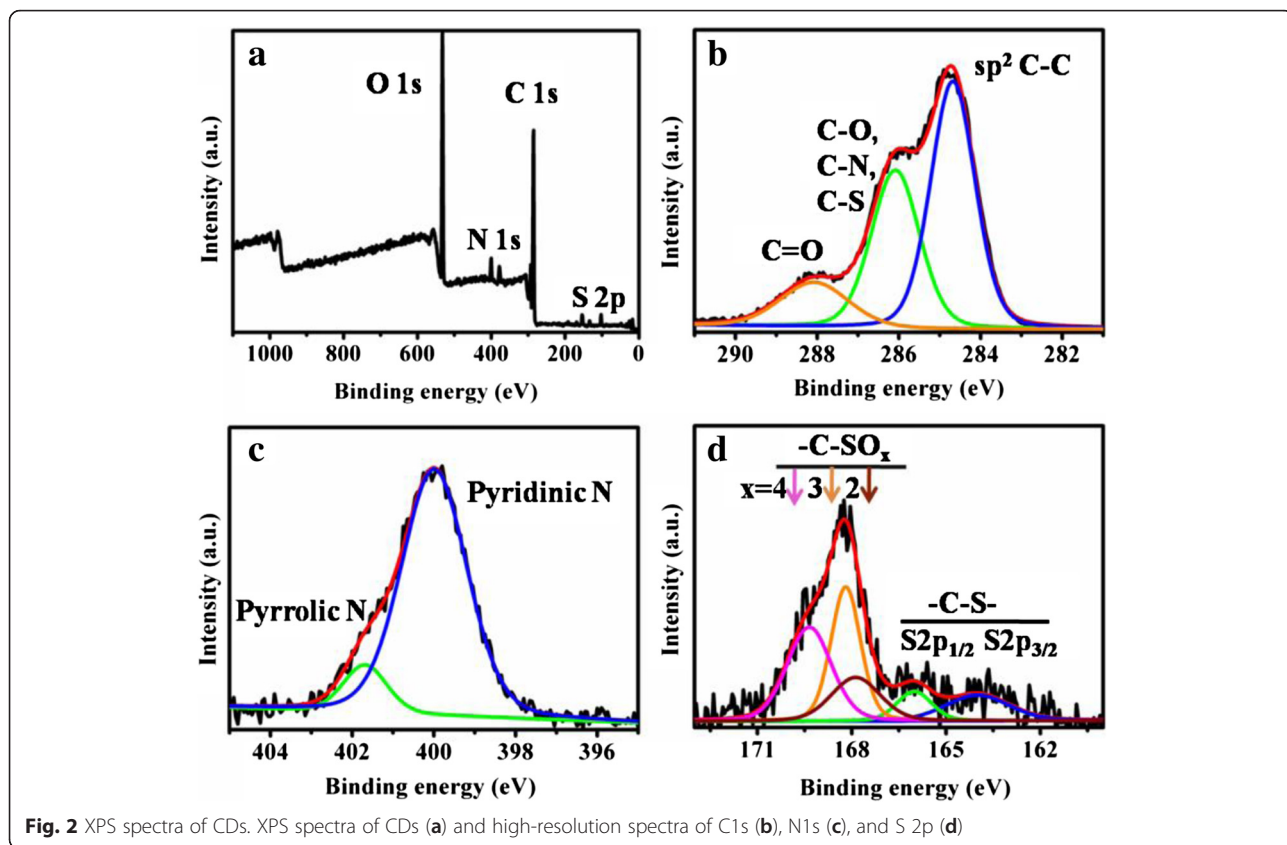 a
O 1s
C 1s
N 1s
S 2p
Intensity (a.u.)
1000 800 600 400 200 0
Binding energy (eV)
b
sp² C-C
C-O,
C-N,
C-S
C=O
Intensity (a.u.)
290 288 286 284 282
Binding energy (eV)
c
Pyridinic N
Pyrrolic N
Intensity (a.u.)
404 402 400 398 396
Binding energy (eV)
d
-C-SOₓ
x=4 3 2
-C-S-
S2p₁/₂ S2p₃/₂
Intensity (a.u.)
171 168 165 162
Binding energy (eV)
Fig. 2 XPS spectra of CDs. XPS spectra of CDs (a) and high-resolution spectra of C1s (b), N1s (c), and S 2p (d)